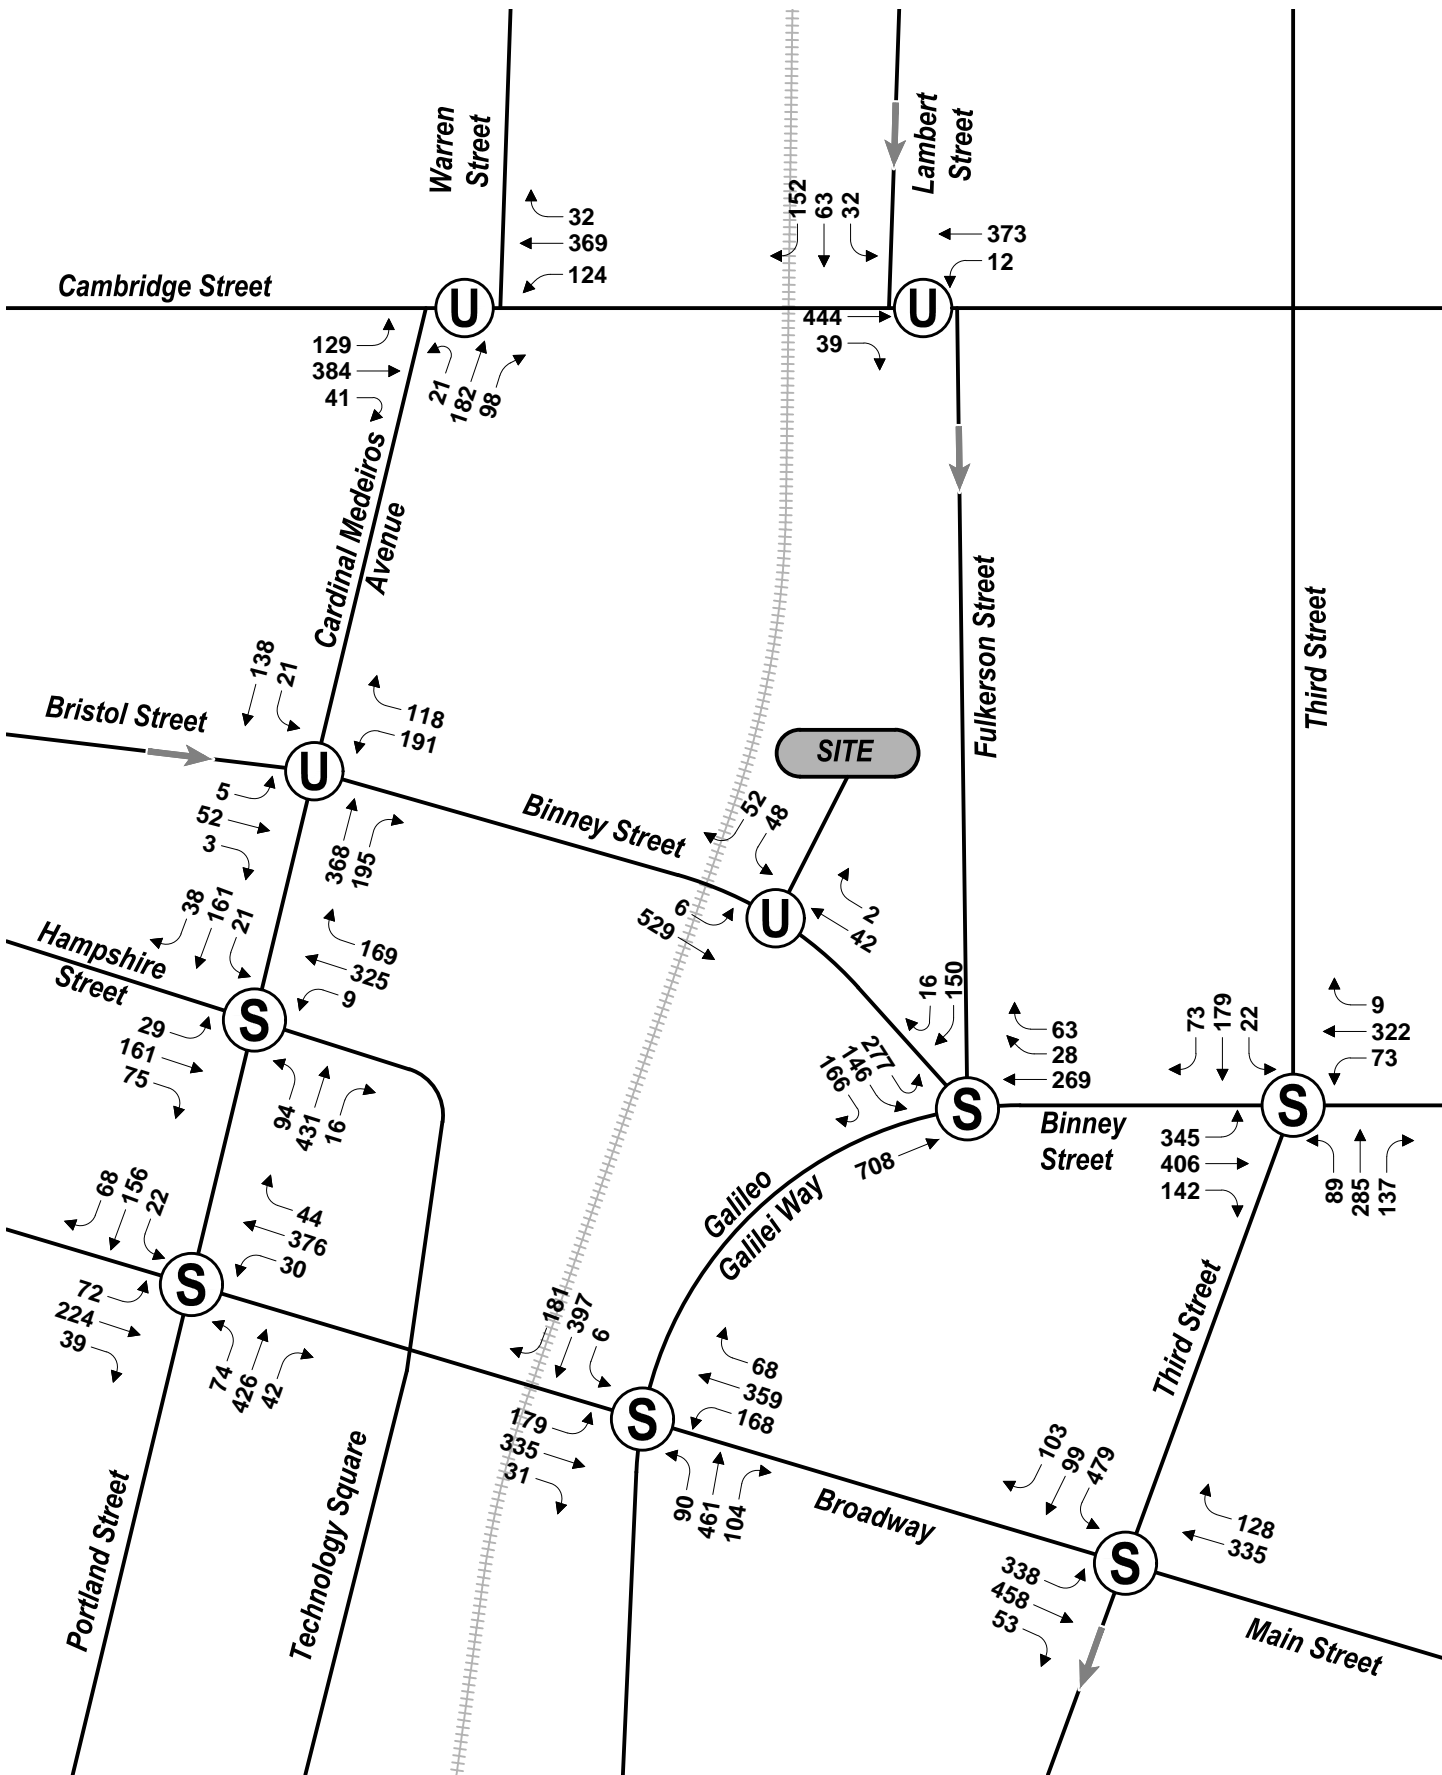 Warren
Street
Lambert
Street
152
63
32
32
369
124
373
12
Cambridge Street
U
U
444
39
129
384
41
21
182
98
Cardinal Medeiros
Avenue
Fulkerson Street
Third Street
138
21
118
191
Bristol Street
U
SITE
5
52
3
368
195
Binney Street
52
48
6
529
U
2
42
38
161
21
169
325
9
Hampshire
Street
S
29
161
75
94
431
16
16
150
277
146
166
63
28
269
S
708
Binney
Street
73
179
22
9
322
73
S
345
406
142
89
285
137
Galileo
Galilei Way
68
156
22
44
376
30
S
72
224
39
74
426
42
181
397
6
68
359
168
S
179
335
31
90
461
104
Third Street
Broadway
103
99
479
128
335
S
338
458
53
Main Street
Portland Street
Technology Square